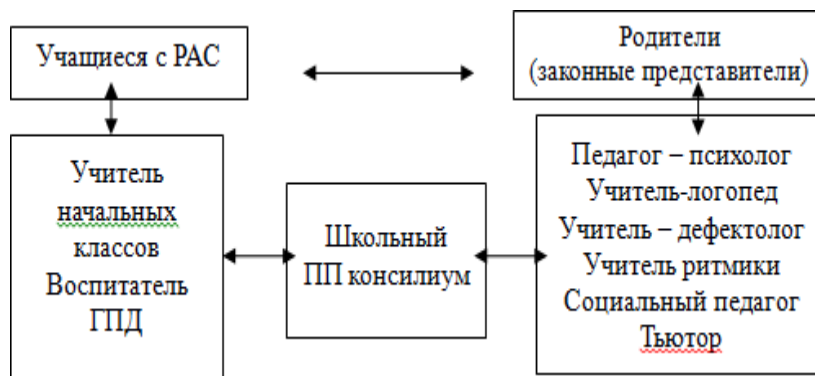 Учащиеся с РАС
Родители
(законные представители)
Учитель
начальных
классов
Воспитатель
ГПД
Школьный
ПП консилиум
Педагог – психолог
Учитель-логопед
Учитель – дефектолог
Учитель ритмики
Социальный педагог
Тьютор